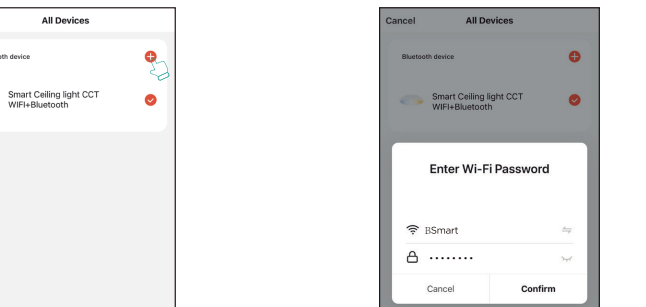 All Devices
oth device
Smart Ceiling light CCT
WIFI+Bluetooth
Cancel All Devices
Bluetooth device
Smart Ceiling light CCT
WIFI+Bluetooth
Enter Wi-Fi Password
BSmart
••••••••
Cancel Confirm